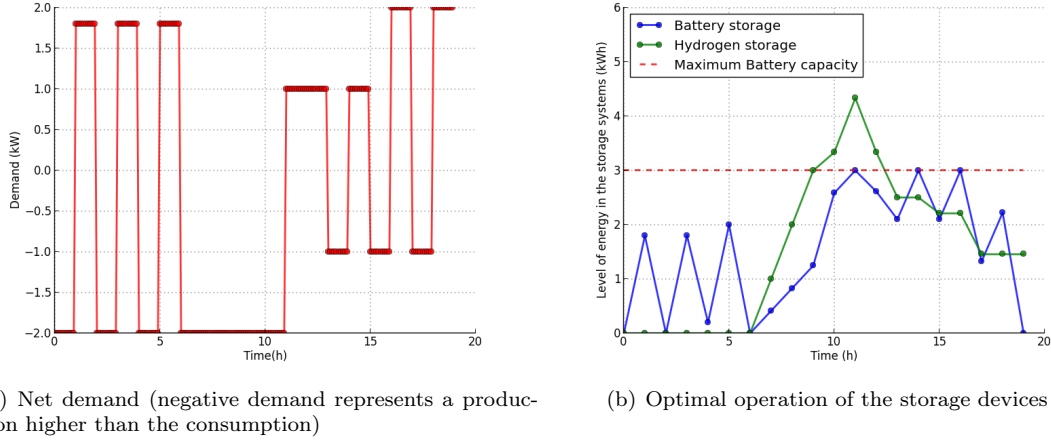 2.0
1.5
1.0
0.5
0.0
−0.5
−1.0
−1.5
−2.0
Demand (kW)
0 5 10 15 20
Time(h)
6
5
4
3
2
1
0
Level of energy in the storage systems (kWh)
Battery storage
Hydrogen storage
Maximum Battery capacity
0 5 10 15 20
Time (h)
) Net demand (negative demand represents a produc-
on higher than the consumption)
(b) Optimal operation of the storage devices